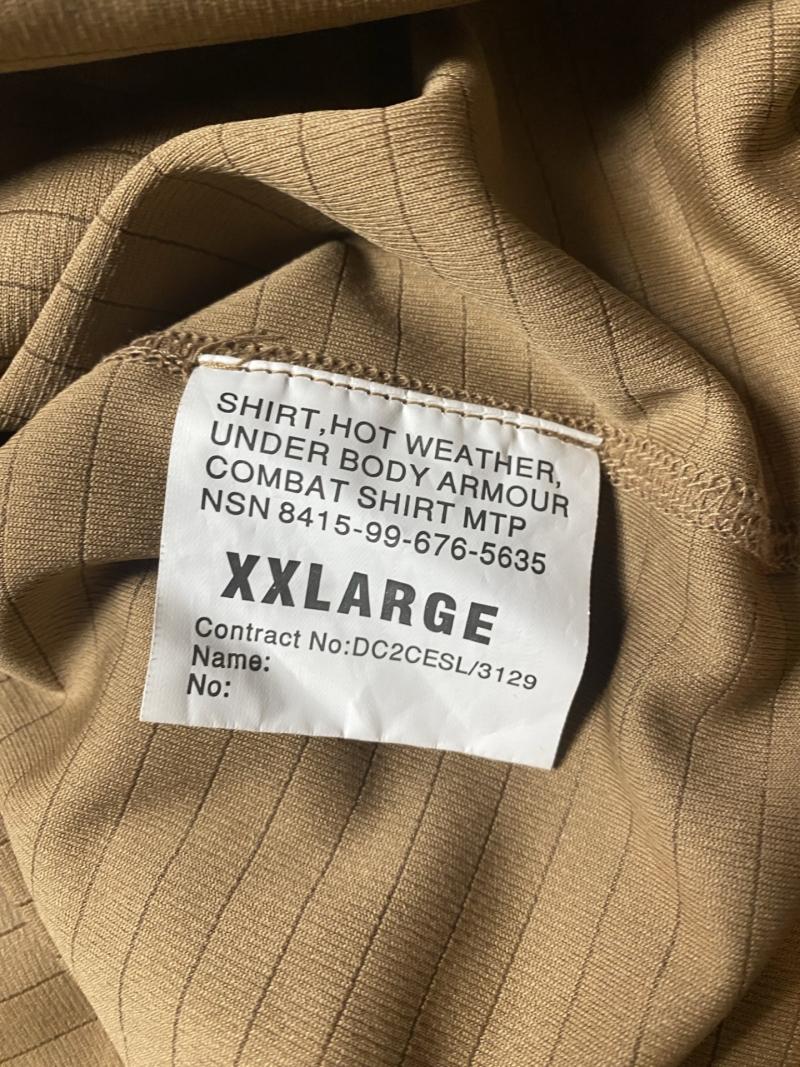 SHIRT,HOT WEATHER,
UNDER BODY ARMOUR
COMBAT SHIRT MTP
NSN 8415-99-676-5635
XXLARGE
Contract No:DC2CESL/3129
Name:
No: